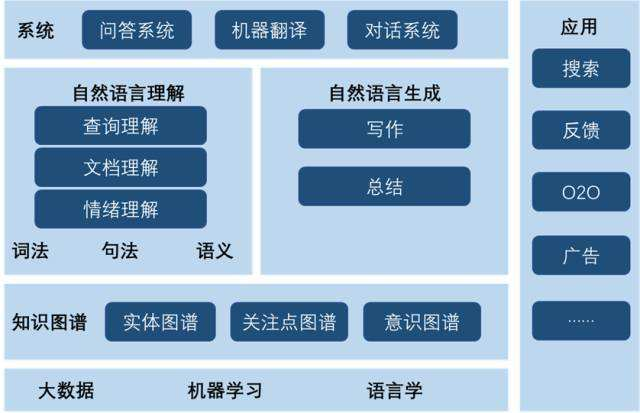 系统 问答系统 机器翻译 对话系统
自然语言理解
查询理解
文档理解
情绪理解
词法 句法 语义
自然语言生成
写作
总结
知识图谱 实体图谱 关注点图谱 意识图谱
大数据 机器学习 语言学
应用
搜索
反馈
O2O
广告
……